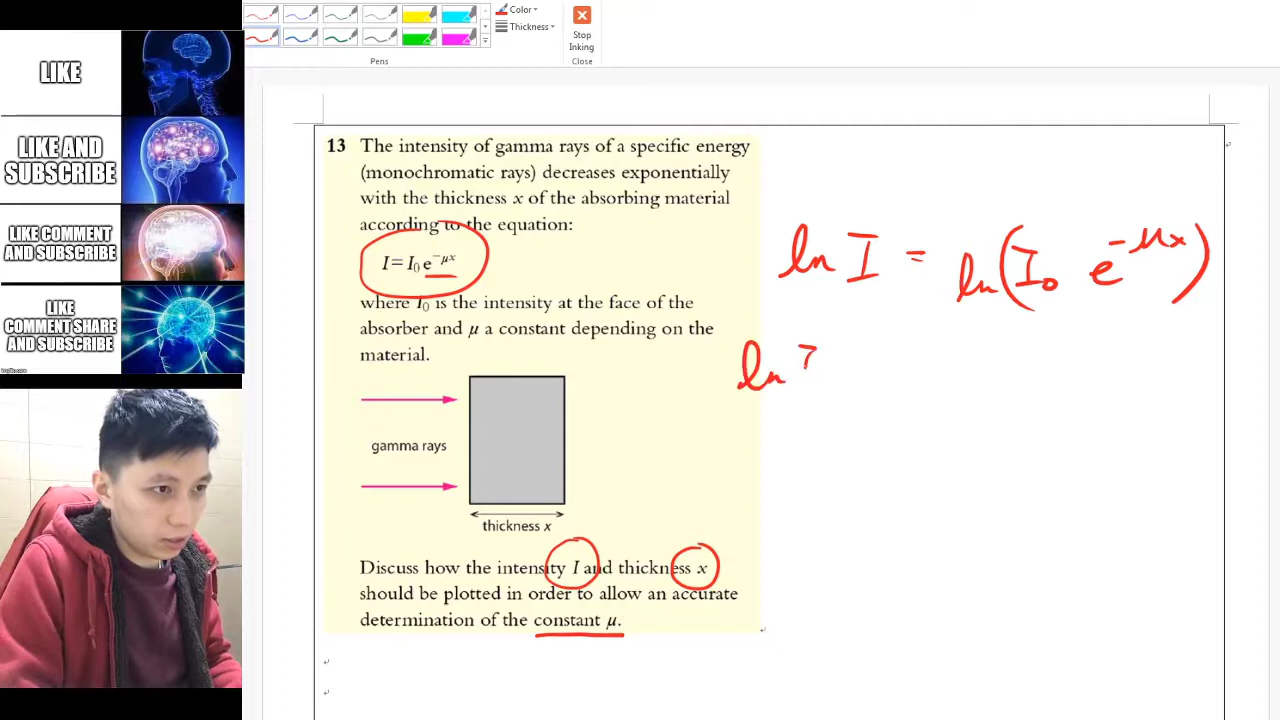 Color
Thickness
Stop
Inking
Pens
Close
LIKE
LIKE AND
SUBSCRIBE
LIKE COMMENT
AND SUBSCRIBE
LIKE
COMMENT SHARE
AND SUBSCRIBE
imgflip.com
13 The intensity of gamma rays of a specific energy
(monochromatic rays) decreases exponentially
with the thickness x of the absorbing material
according to the equation:
I = I₀ e^−μx
where I₀ is the intensity at the face of the
absorber and μ a constant depending on the
material.
gamma rays
thickness x
Discuss how the intensity I and thickness x
should be plotted in order to allow an accurate
determination of the constant μ.
ln I = ln(I₀ e^−μx)
ln